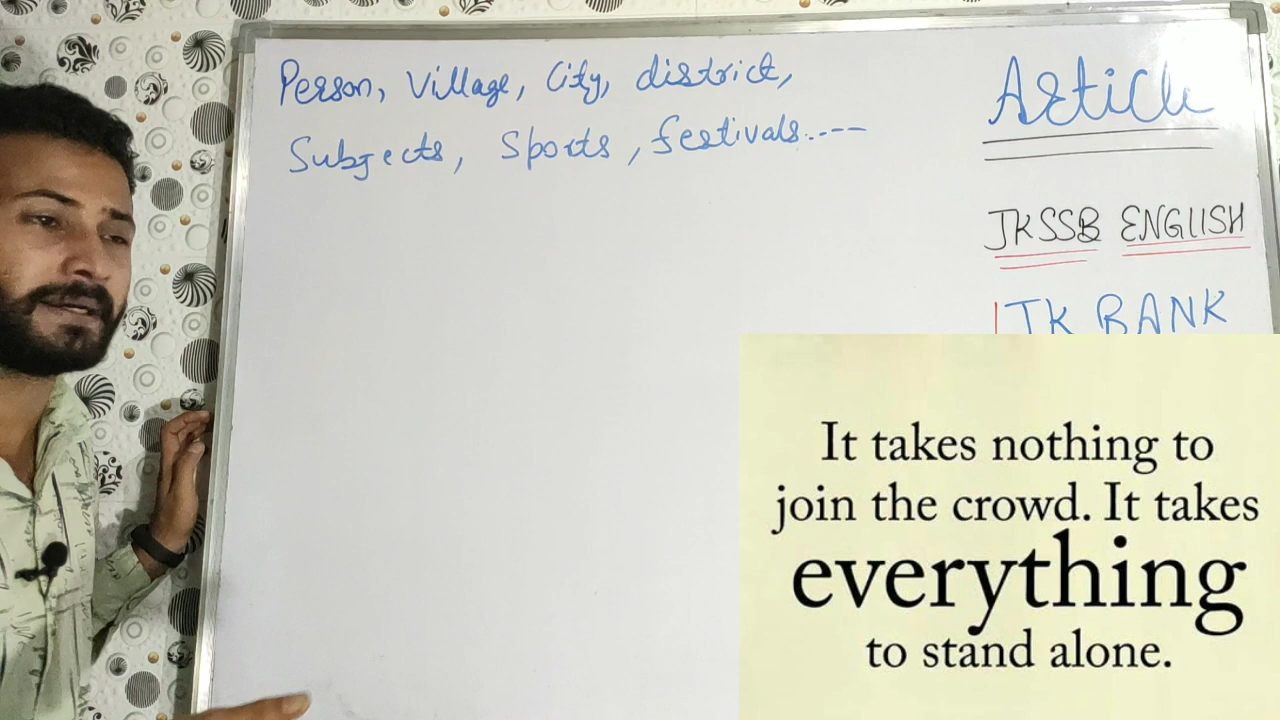 Person, Village, City, district,
Subjects, Sports, festivals....---
Article
JKSSB ENGLISH
JK BANK
It takes nothing to
join the crowd. It takes
everything
to stand alone.